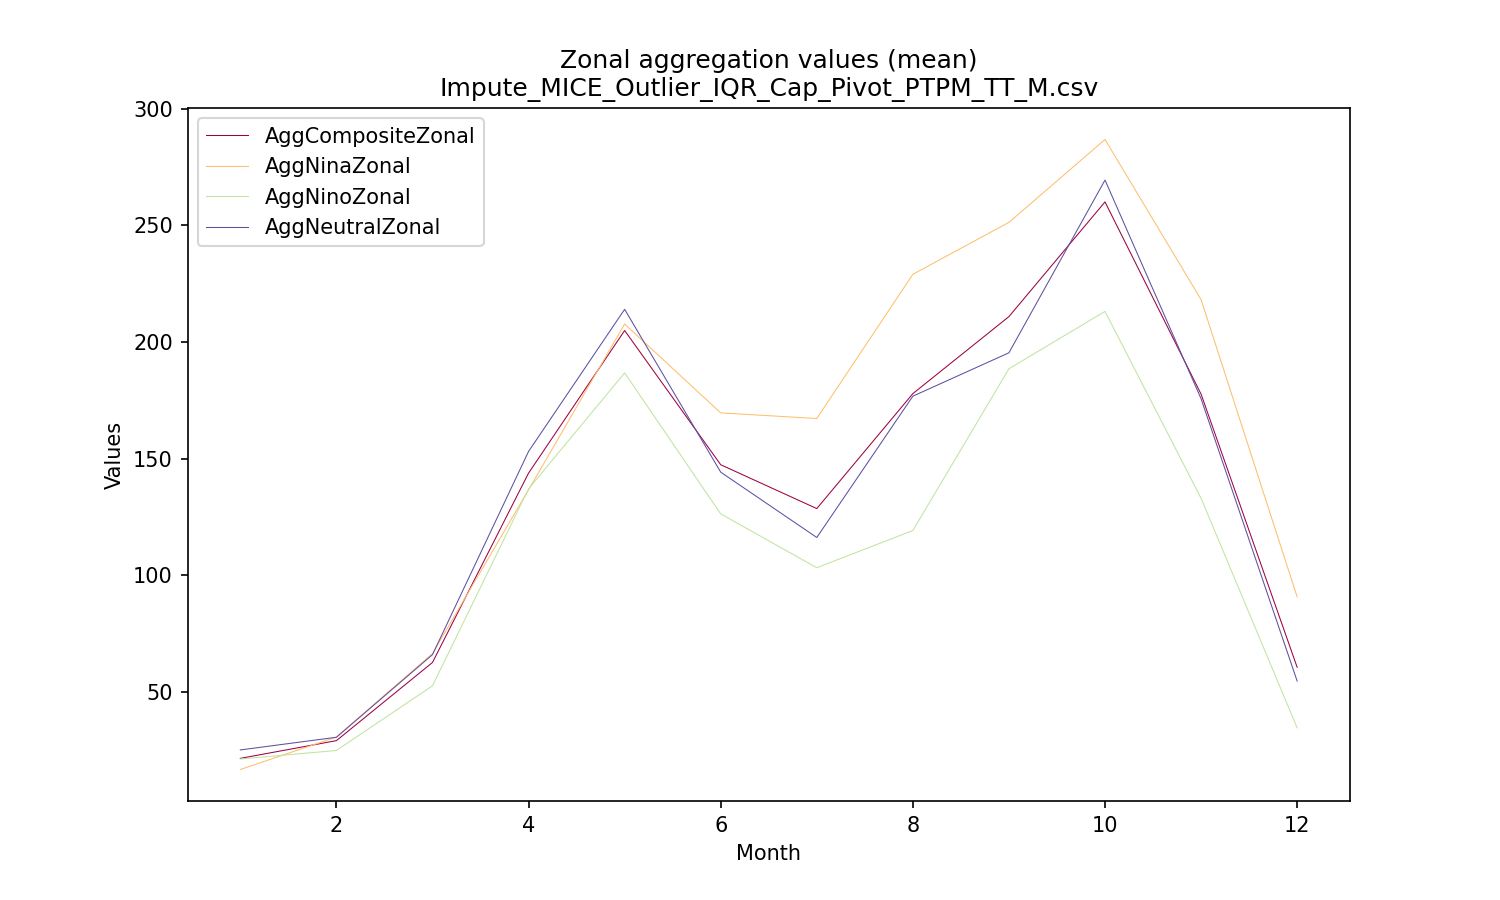 Zonal aggregation values (mean)
Impute_MICE_Outlier_IQR_Cap_Pivot_PTPM_TT_M.csv
AggCompositeZonal
AggNinaZonal
AggNinoZonal
AggNeutralZonal
300
250
200
150
100
50
Values
2 4 6 8 10 12
Month